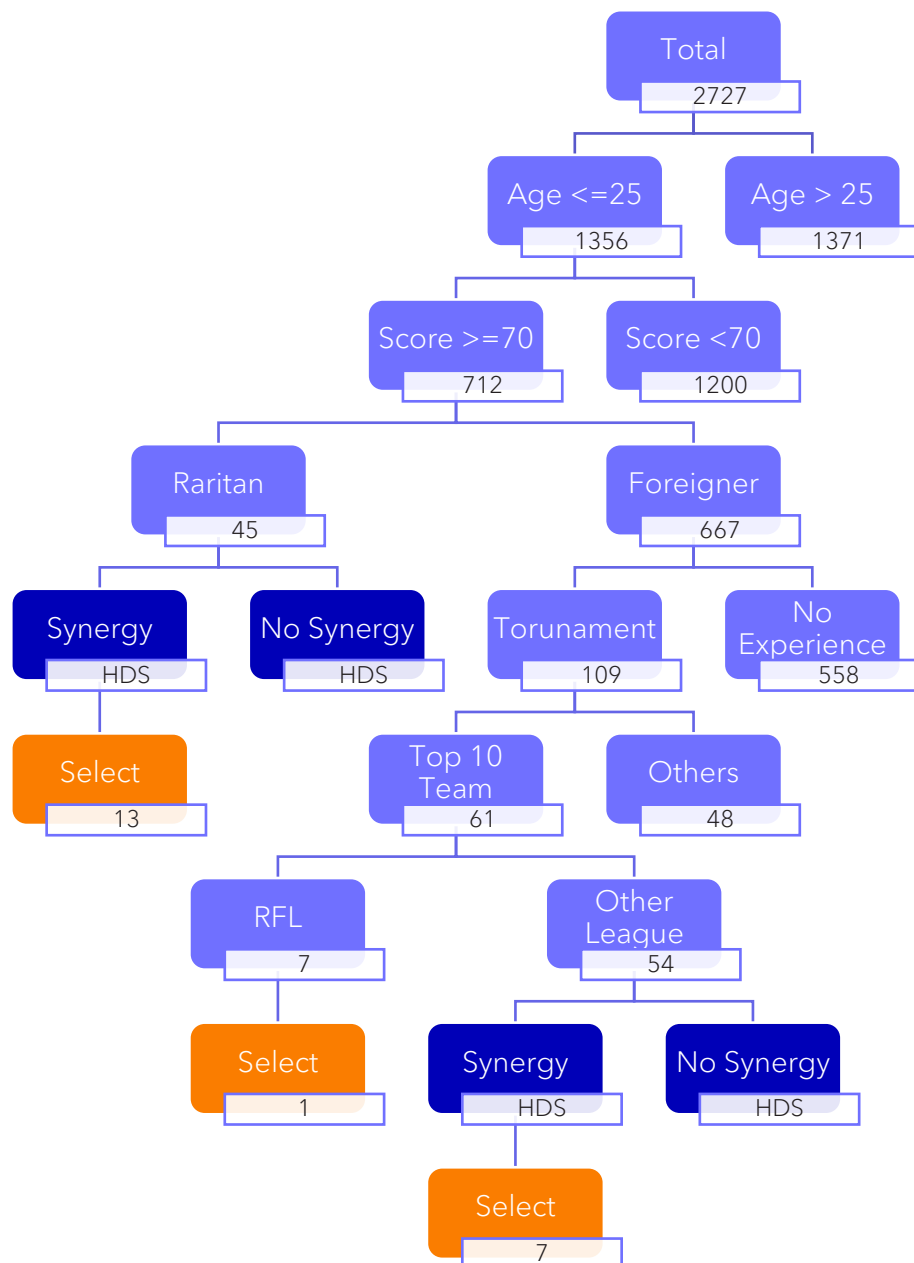 Total
2727
Age <=25
1356
Age > 25
1371
Score >=70
712
Score <70
1200
Raritan
45
Foreigner
667
Synergy
HDS
No Synergy
HDS
Torunament
109
No
Experience
558
Select
13
Top 10
Team
61
Others
48
RFL
7
Other
League
54
Select
1
Synergy
HDS
No Synergy
HDS
Select
7